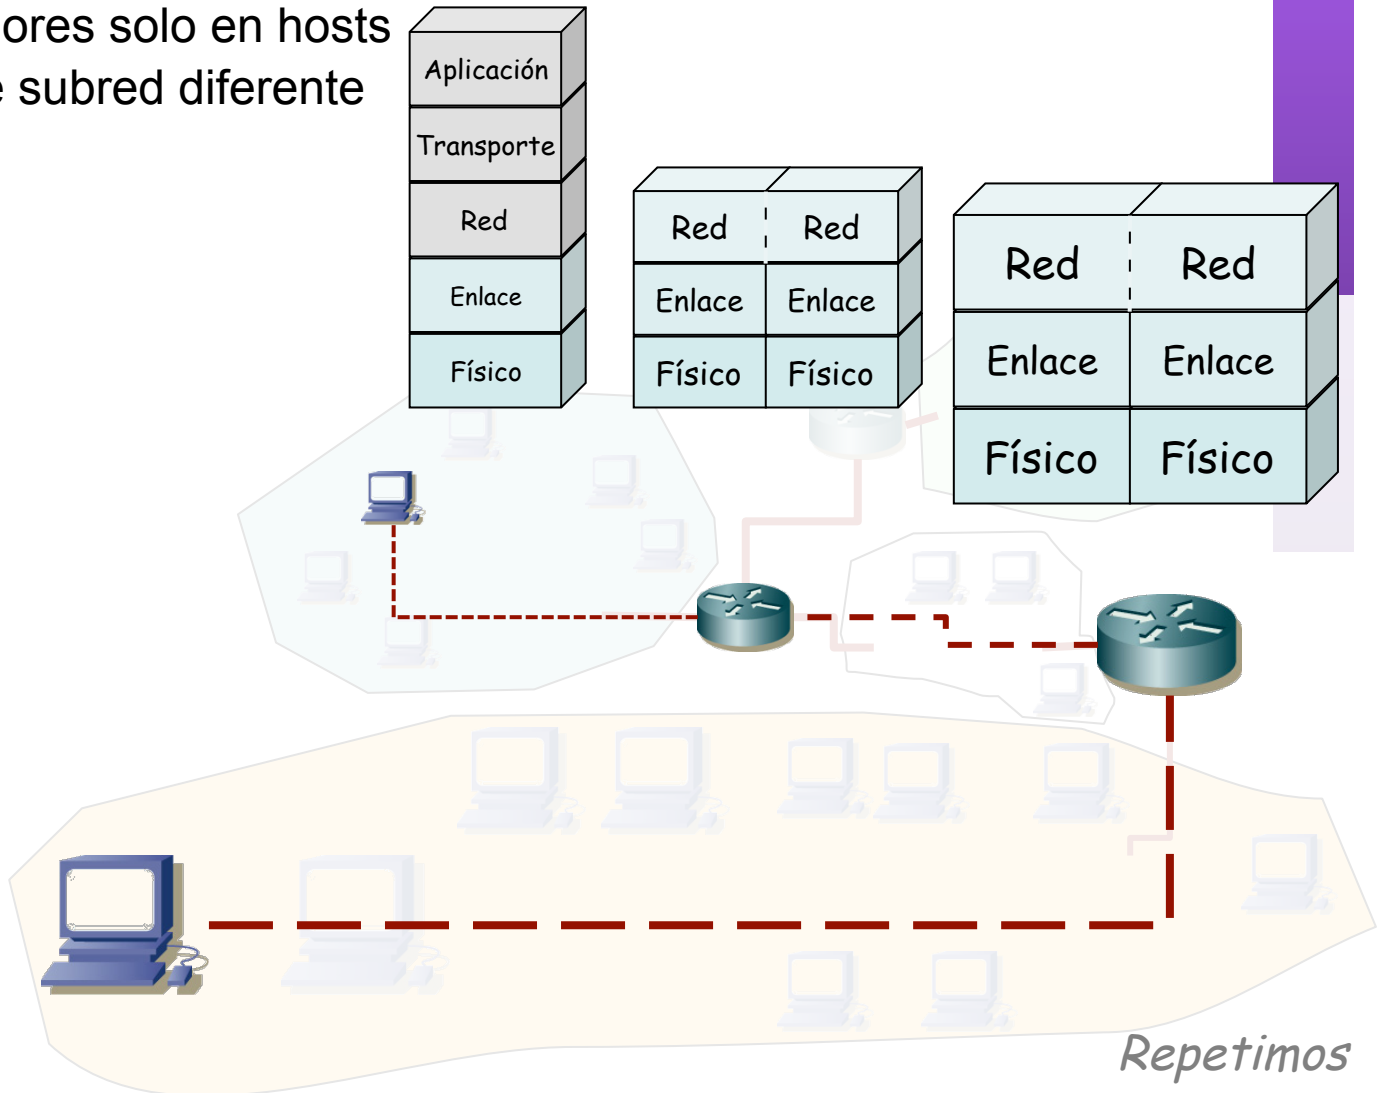 ores solo en hosts
subred diferente
Aplicación
Transporte
Red
Enlace
Físico
Red Red
Enlace Enlace
Físico Físico
Red Red
Enlace Enlace
Físico Físico
Repetimos